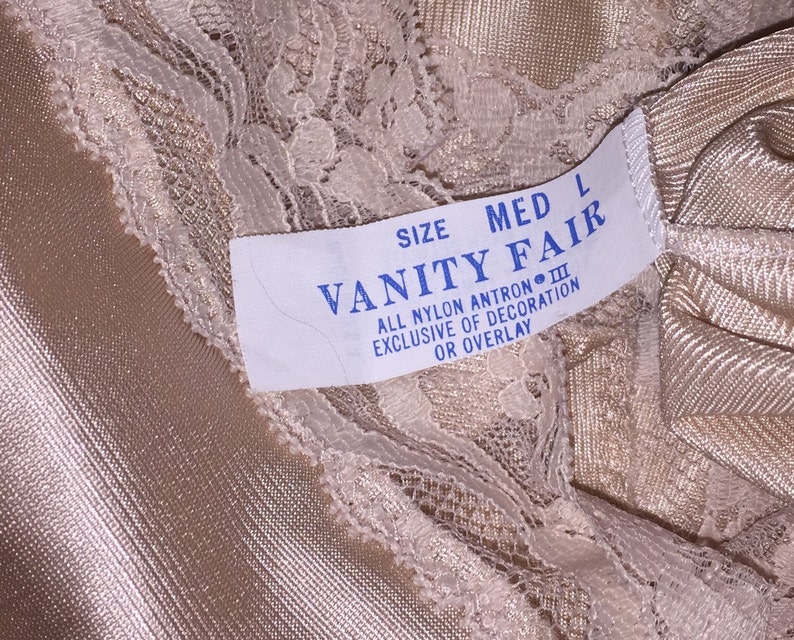 SIZE MED L
VANITY FAIR
ALL NYLON ANTRON® III
EXCLUSIVE OF DECORATION
OR OVERLAY